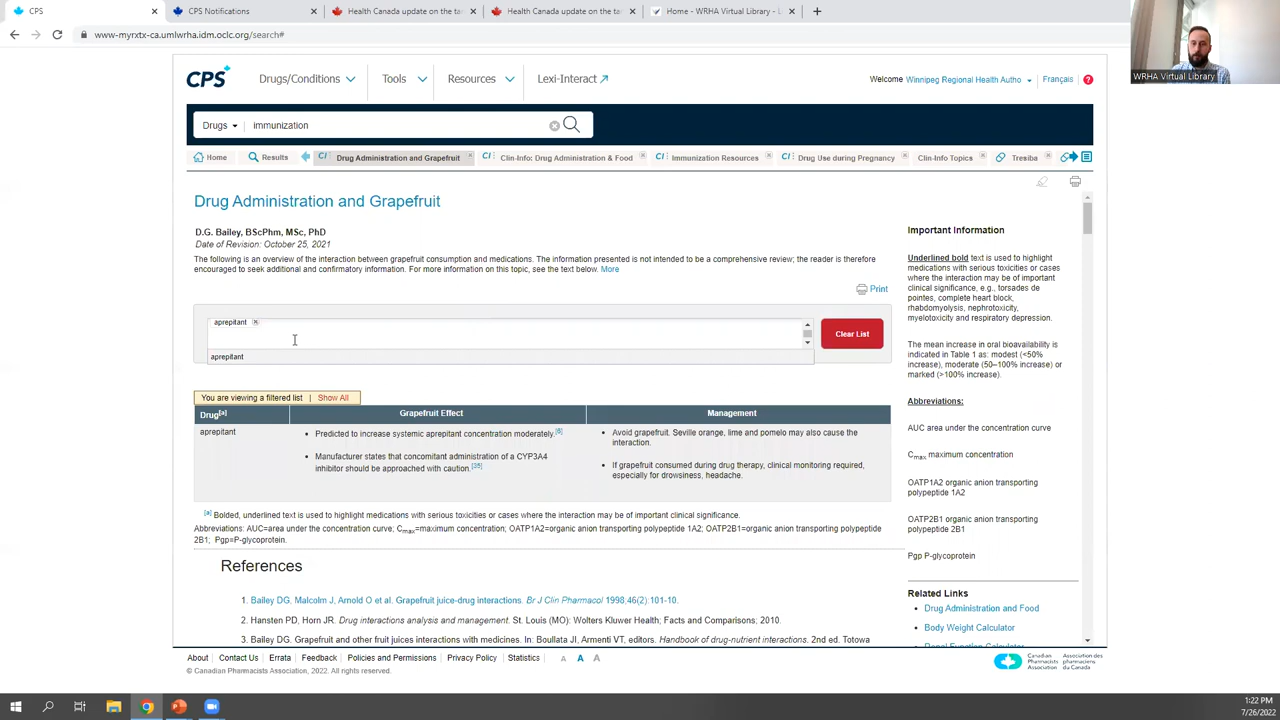 CPS
CPS Notifications
Health Canada update on the ta
Health Canada update on the ta
Home - WRHA Virtual Library - L
www-myrxtx-ca.umlwrha.idm.oclc.org/search#
WRHA Virtual Library
CPS
Drugs/Conditions
Tools
Resources
Lexi-Interact
Welcome Winnipeg Regional Health Autho
Français
Drugs
immunization
Home
Results
CI Drug Administration and Grapefruit
CI Clin-Info: Drug Administration & Food
CI Immunization Resources
CI Drug Use during Pregnancy
Clin-Info Topics
Tresiba
Drug Administration and Grapefruit
D.G. Bailey, BScPhm, MSc, PhD
Date of Revision: October 25, 2021
The following is an overview of the interaction between grapefruit consumption and medications. The information presented is not intended to be a comprehensive review; the reader is therefore
encouraged to seek additional and confirmatory information. For more information on this topic, see the text below. More
Print
aprepitant
Clear List
aprepitant
You are viewing a filtered list | Show All
Drug[a]
Grapefruit Effect
Management
aprepitant
• Predicted to increase systemic aprepitant concentration moderately.[6]
• Manufacturer states that concomitant administration of a CYP3A4
inhibitor should be approached with caution.[35]
• Avoid grapefruit. Seville orange, lime and pomelo may also cause the
interaction.
• If grapefruit consumed during drug therapy, clinical monitoring required,
especially for drowsiness, headache.
[a] Bolded, underlined text is used to highlight medications with serious toxicities or cases where the interaction may be of important clinical significance.
Abbreviations: AUC=area under the concentration curve; Cmax=maximum concentration; OATP1A2=organic anion transporting polypeptide 1A2; OATP2B1=organic anion transporting polypeptide
2B1; Pgp=P-glycoprotein.
References
1. Bailey DG, Malcolm J, Arnold O et al. Grapefruit juice-drug interactions. Br J Clin Pharmacol 1998;46(2):101-10.
2. Hansten PD, Horn JR. Drug interactions analysis and management. St. Louis (MO): Wolters Kluwer Health; Facts and Comparisons; 2010.
3. Bailey DG. Grapefruit and other fruit juices interactions with medicines. In: Boullata JI, Armenti VT, editors. Handbook of drug-nutrient interactions. 2nd ed. Totowa
Important Information
Underlined bold text is used to highlight
medications with serious toxicities or cases
where the interaction may be of important
clinical significance, e.g., torsades de
pointes, complete heart block,
rhabdomyolysis, nephrotoxicity,
myelotoxicity and respiratory depression.
The mean increase in oral bioavailability is
indicated in Table 1 as: modest (<50%
increase), moderate (50–100% increase) or
marked (>100% increase).
Abbreviations:
AUC area under the concentration curve
Cmax maximum concentration
OATP1A2 organic anion transporting
polypeptide 1A2
OATP2B1 organic anion transporting
polypeptide 2B1
Pgp P-glycoprotein
Related Links
• Drug Administration and Food
• Body Weight Calculator
• Renal Function Calculator
About
Contact Us
Errata
Feedback
Policies and Permissions
Privacy Policy
Statistics
A
A
A
© Canadian Pharmacists Association, 2022. All rights reserved.
Canadian
Pharmacists
Association
Association des
pharmaciens
du Canada
1:22 PM
7/26/2022